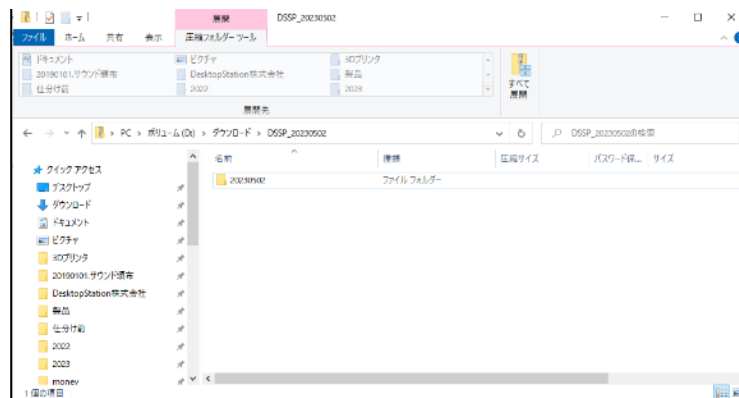 展開 DSSP_20230502
ファイル ホーム 共有 表示 圧縮フォルダー ツール
ドキュメント ピクチャ 3Dプリンタ
20190101.サウンド頒布 DesktopStation株式会社 製品
仕分け前 2022 2023
すべて
展開
展開先
PC > ボリューム (D:) > ダウンロード > DSSP_20230502 DSSP_20230502の検索
名前 種類 圧縮サイズ パスワード保... サイズ
20230502 ファイル フォルダー
クイック アクセス
デスクトップ
ダウンロード
ドキュメント
ピクチャ
3Dプリンタ
20190101.サウンド頒布
DesktopStation株式会社
製品
仕分け前
2022
2023
money
1 個の項目